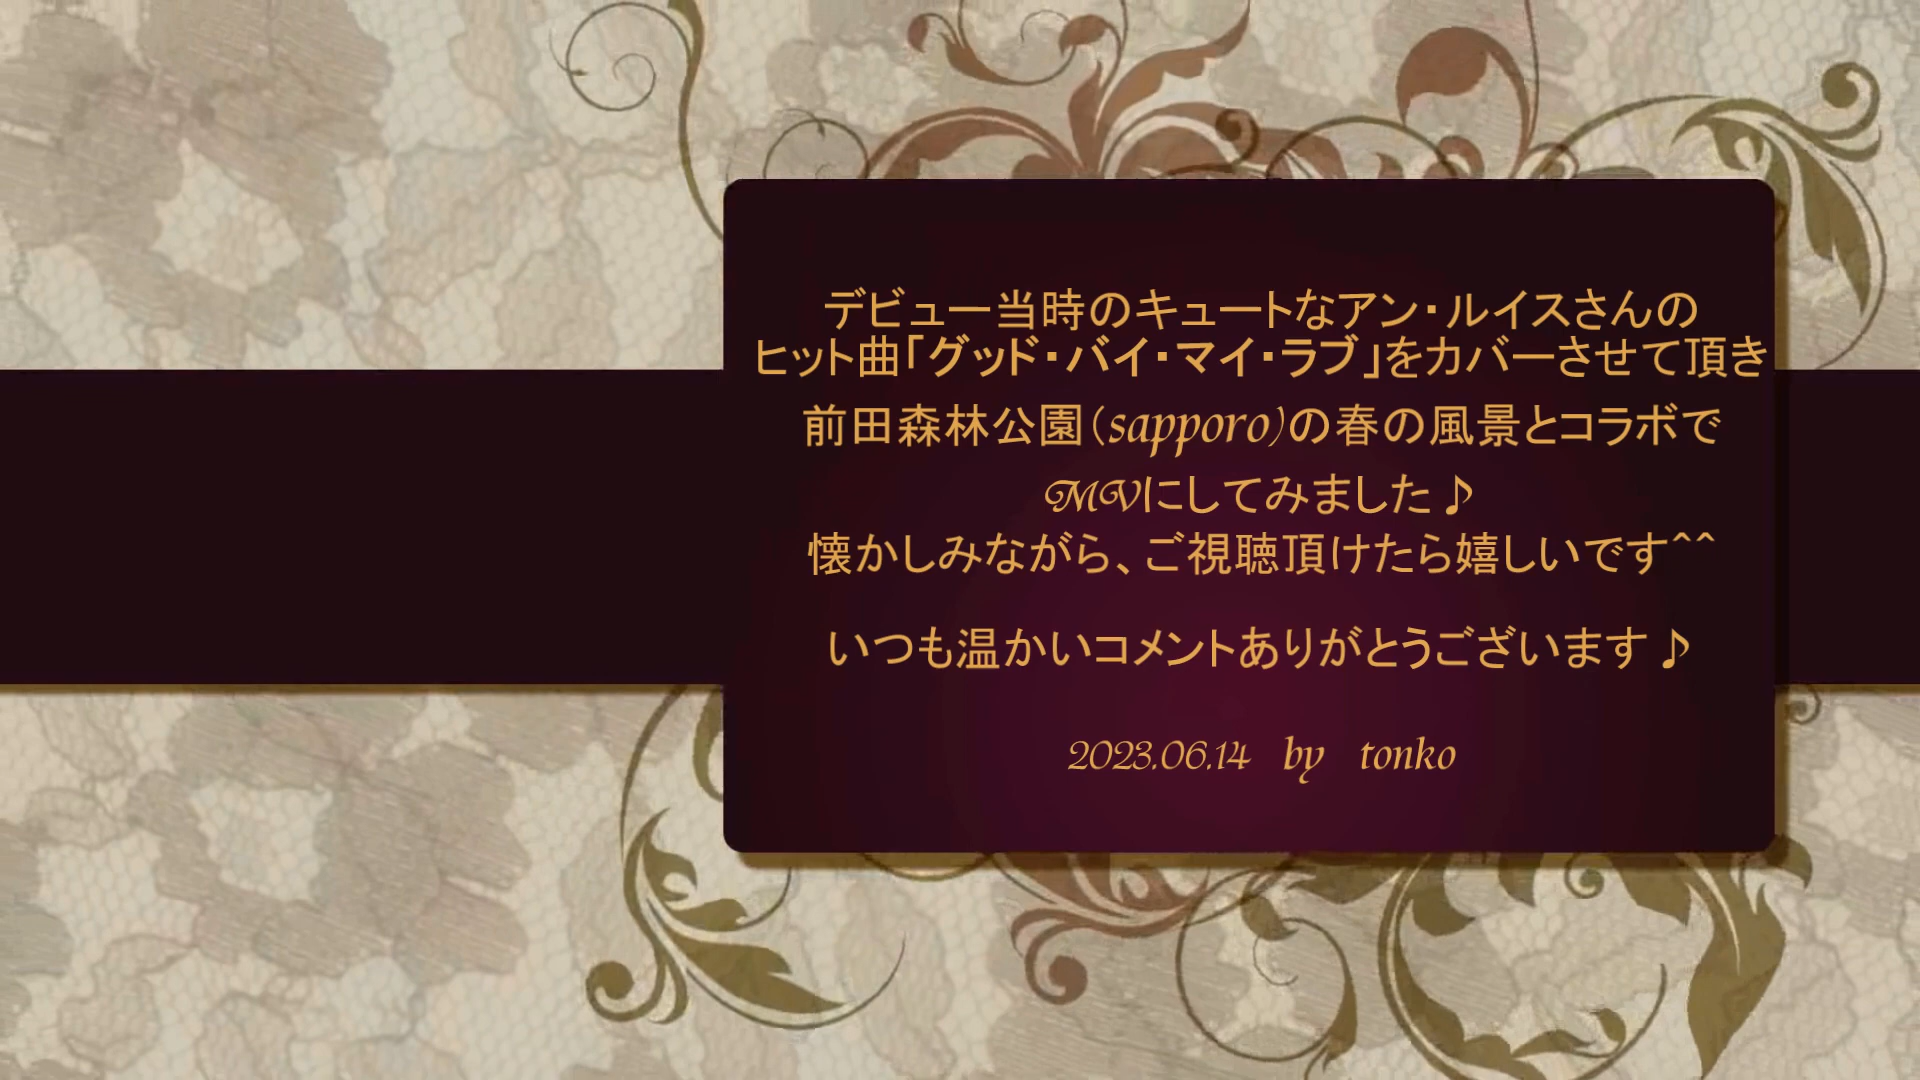 デビュー当時のキュートなアン・ルイスさんの
ヒット曲「グッド・バイ・マイ・ラブ」をカバーさせて頂き
前田森林公園(sapporo)の春の風景とコラボで
MVにしてみました♪
懐かしみながら、ご視聴頂けたら嬉しいです^^
いつも温かいコメントありがとうございます♪
2023.06.14 by tonko